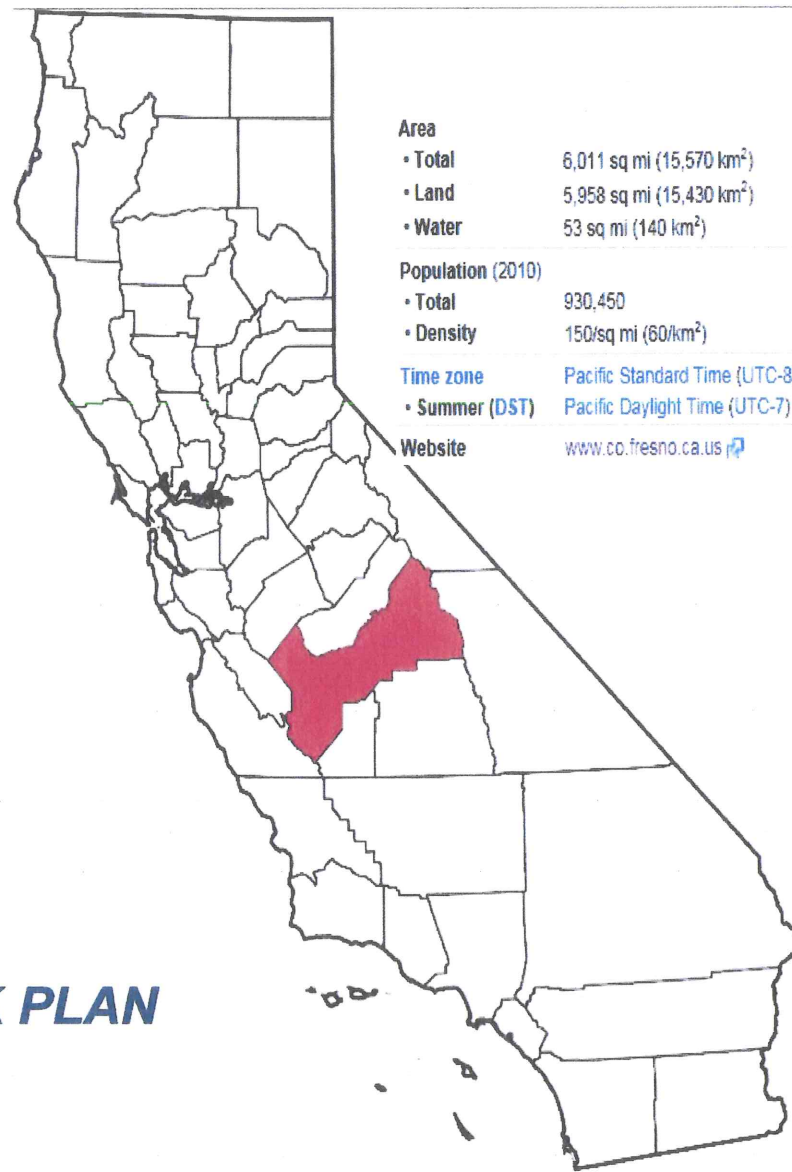 Area
• Total 6,011 sq mi (15,570 km²)
• Land 5,958 sq mi (15,430 km²)
• Water 53 sq mi (140 km²)
Population (2010)
• Total 930,450
• Density 150/sq mi (60/km²)
Time zone Pacific Standard Time (UTC-8
• Summer (DST) Pacific Daylight Time (UTC-7)
Website www.co.fresno.ca.us
PLAN